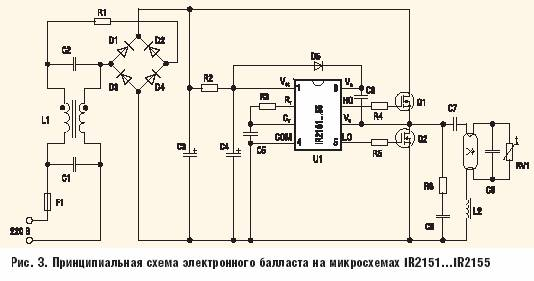 R1
D1
D2
C2
D3
D4
L1
C1
220 В
F1
R2
C3
C4
D5
Vcc 1
8 Vb
R3
RT
HO
C8
R4
Q1
CT
IR2151...55
Vs
COM 4
5 LO
R5
Q2
C5
U1
C7
R6
RV1
L2
Рис. 3. Принципиальная схема электронного балласта на микросхемах IR2151...IR2155